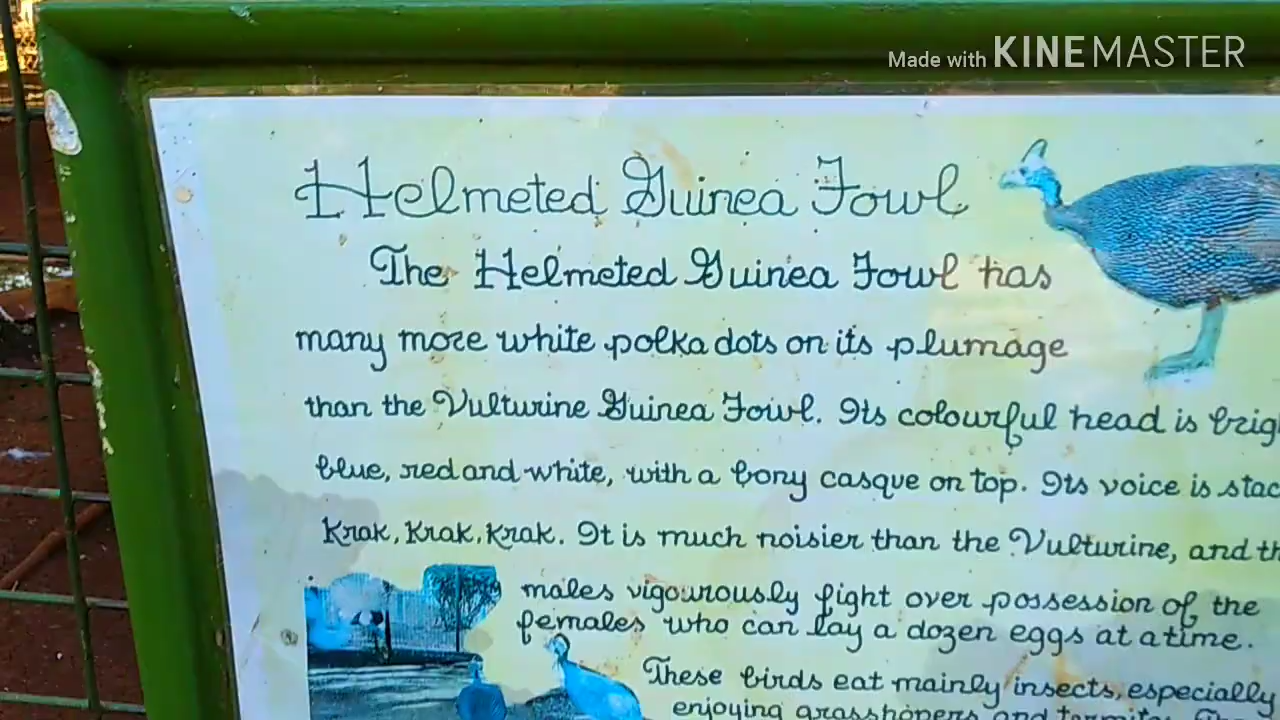 Made with KINEMASTER
Helmeted Guinea Fowl
The Helmeted Guinea Fowl has
many more white polka dots on its plumage
than the Vulturine Guinea Fowl. Its colourful head is
blue, red and white, with a bony casque on top. Its voice is
Krak, Krak, Krak. It is much noisier than the Vulturine, and
males vigourously fight over possession of the
females who can lay a dozen eggs at a time.
These birds eat mainly insects, especially
enjoying grasshopers and